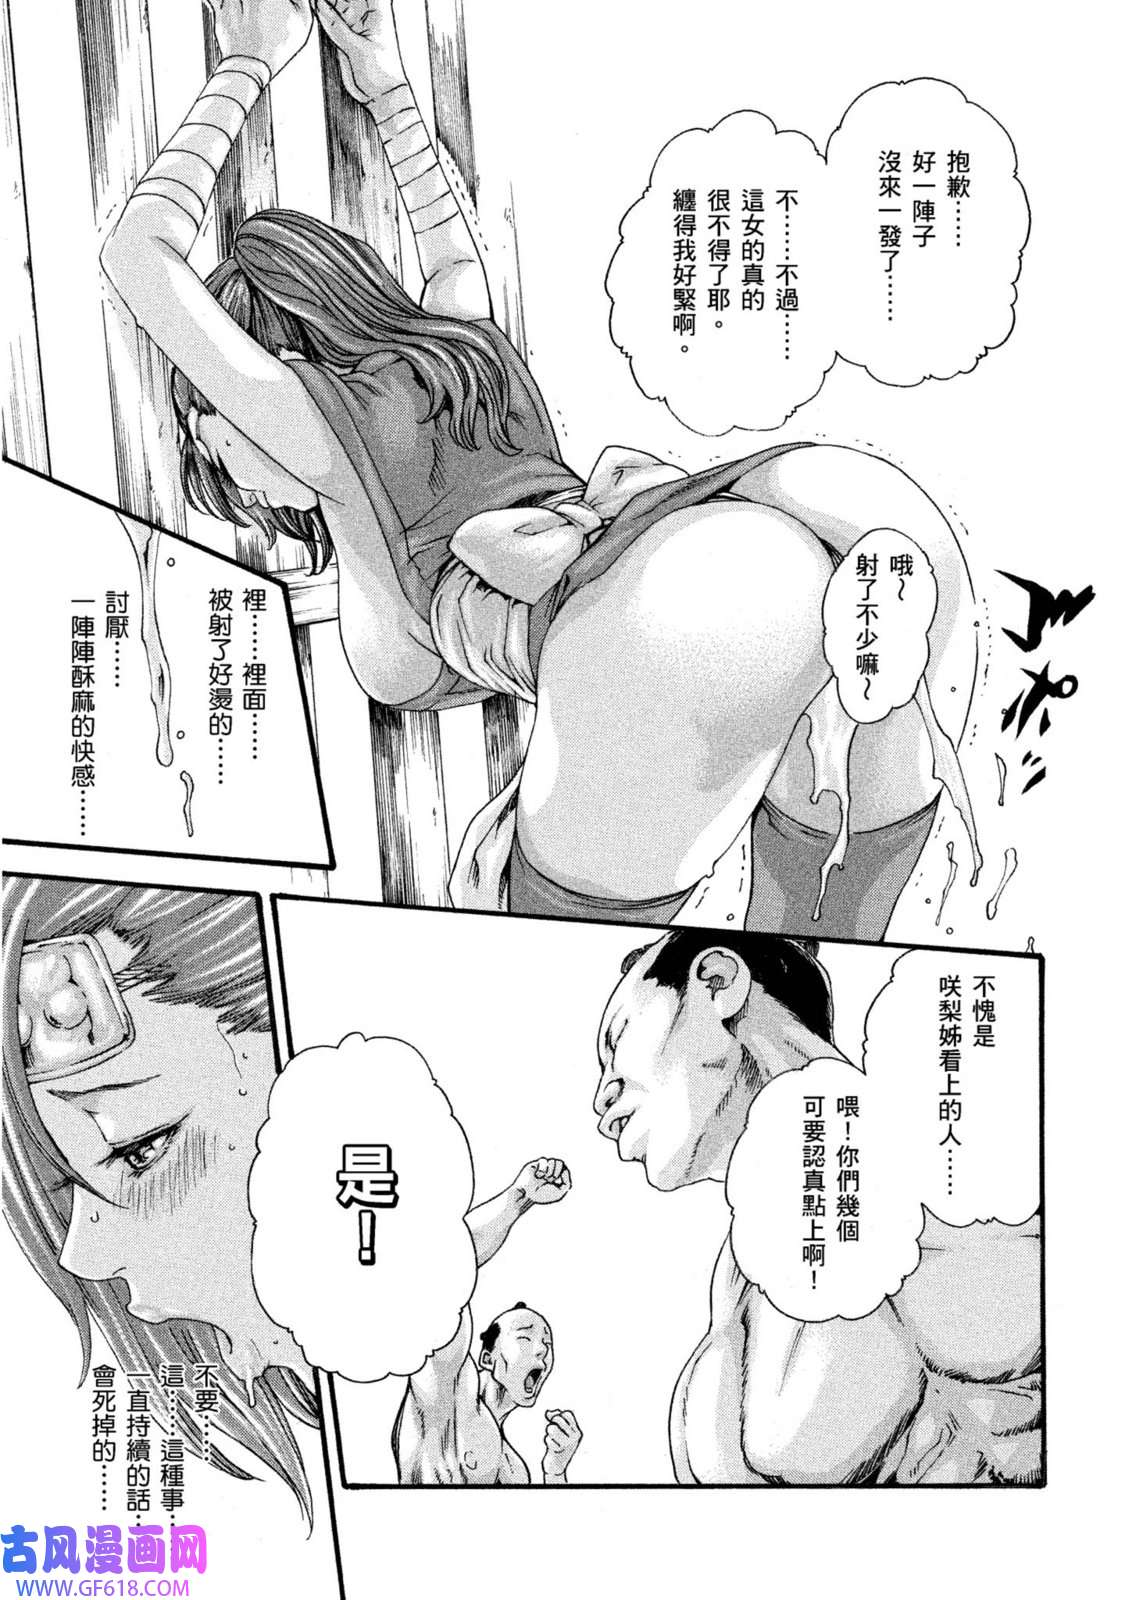 抱歉……
好一陣子
沒來一發了……
不……不過……
這女的真的
很不得了耶。
纏得我好緊啊。
哦～
射了不少嘛～
裡……裡面……
被射了好燙的……
討厭……
一陣陣酥麻的快感……
不愧是
咲梨姊看上的人……
喂！你們幾個
可要認真點上啊！
是！
不要……
這……這種事…
一直持續的話…
會死掉的……
古风漫画网
WWW.GF618.COM